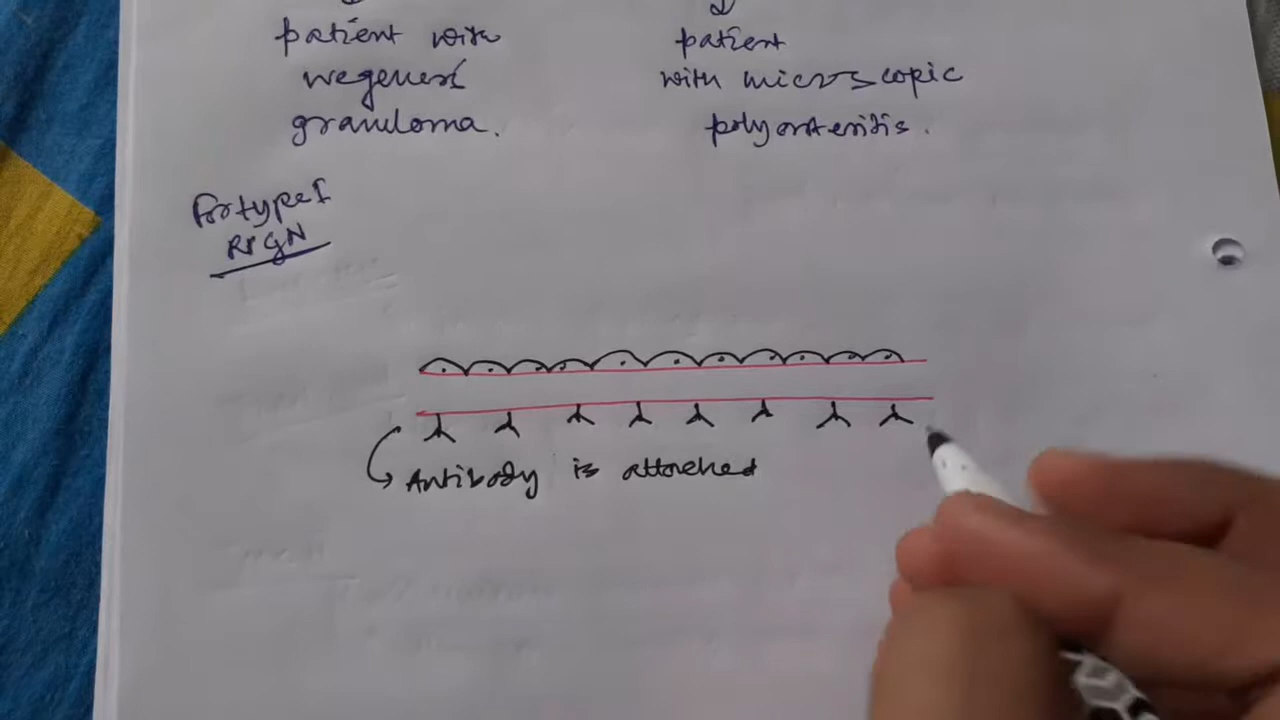 patient with
wegener's
granuloma.
patient
with microscopic
polyarteritis.
For type I
RPGN
Antibody is attached